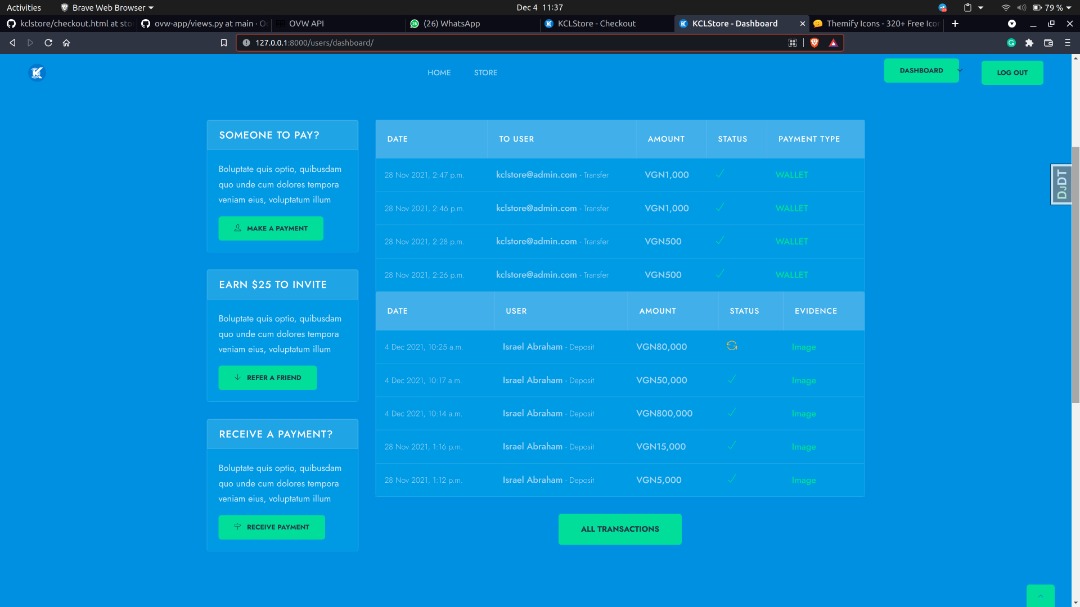 Activities
Brave Web Browser
Dec 4 11:37
79 %
kclstore/checkout.html at sto
ovw-app/views.py at main · O
OVW API
(26) WhatsApp
KCLStore - Checkout
KCLStore - Dashboard
Themify Icons - 320+ Free Ico
127.0.0.1:8000/users/dashboard/
HOME
STORE
DASHBOARD
LOG OUT
SOMEONE TO PAY?
Boluptate quis optio, quibusdam
quo unde cum dolores tempora
veniam eius, voluptatum illum
MAKE A PAYMENT
EARN $25 TO INVITE
Boluptate quis optio, quibusdam
quo unde cum dolores tempora
veniam eius, voluptatum illum
REFER A FRIEND
RECEIVE A PAYMENT?
Boluptate quis optio, quibusdam
quo unde cum dolores tempora
veniam eius, voluptatum illum
RECEIVE PAYMENT
DATE TO USER AMOUNT STATUS PAYMENT TYPE
28 Nov 2021, 2:47 p.m. kclstore@admin.com - Transfer VGN1,000 WALLET
28 Nov 2021, 2:46 p.m. kclstore@admin.com - Transfer VGN1,000 WALLET
28 Nov 2021, 2:28 p.m. kclstore@admin.com - Transfer VGN500 WALLET
28 Nov 2021, 2:26 p.m. kclstore@admin.com - Transfer VGN500 WALLET
DATE USER AMOUNT STATUS EVIDENCE
4 Dec 2021, 10:25 a.m. Israel Abraham - Deposit VGN80,000 Image
4 Dec 2021, 10:17 a.m. Israel Abraham - Deposit VGN50,000 Image
4 Dec 2021, 10:14 a.m. Israel Abraham - Deposit VGN800,000 Image
28 Nov 2021, 1:16 p.m. Israel Abraham - Deposit VGN15,000 Image
28 Nov 2021, 1:12 p.m. Israel Abraham - Deposit VGN5,000 Image
ALL TRANSACTIONS
DjDT